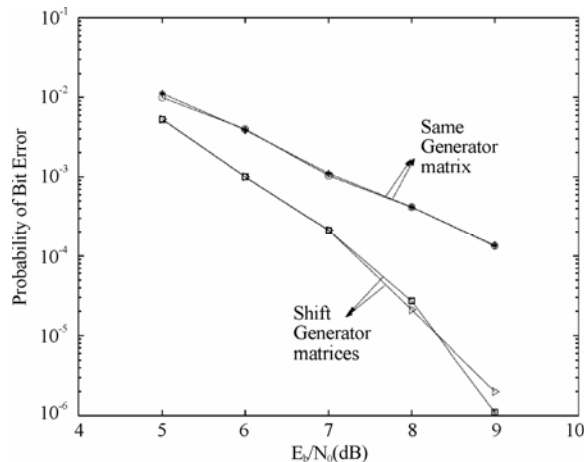 10^-1
10^-2
10^-3
10^-4
10^-5
10^-6
Probability of Bit Error
Same
Generator
matrix
Shift
Generator
matrices
4 5 6 7 8 9 10
E_b/N_0(dB)